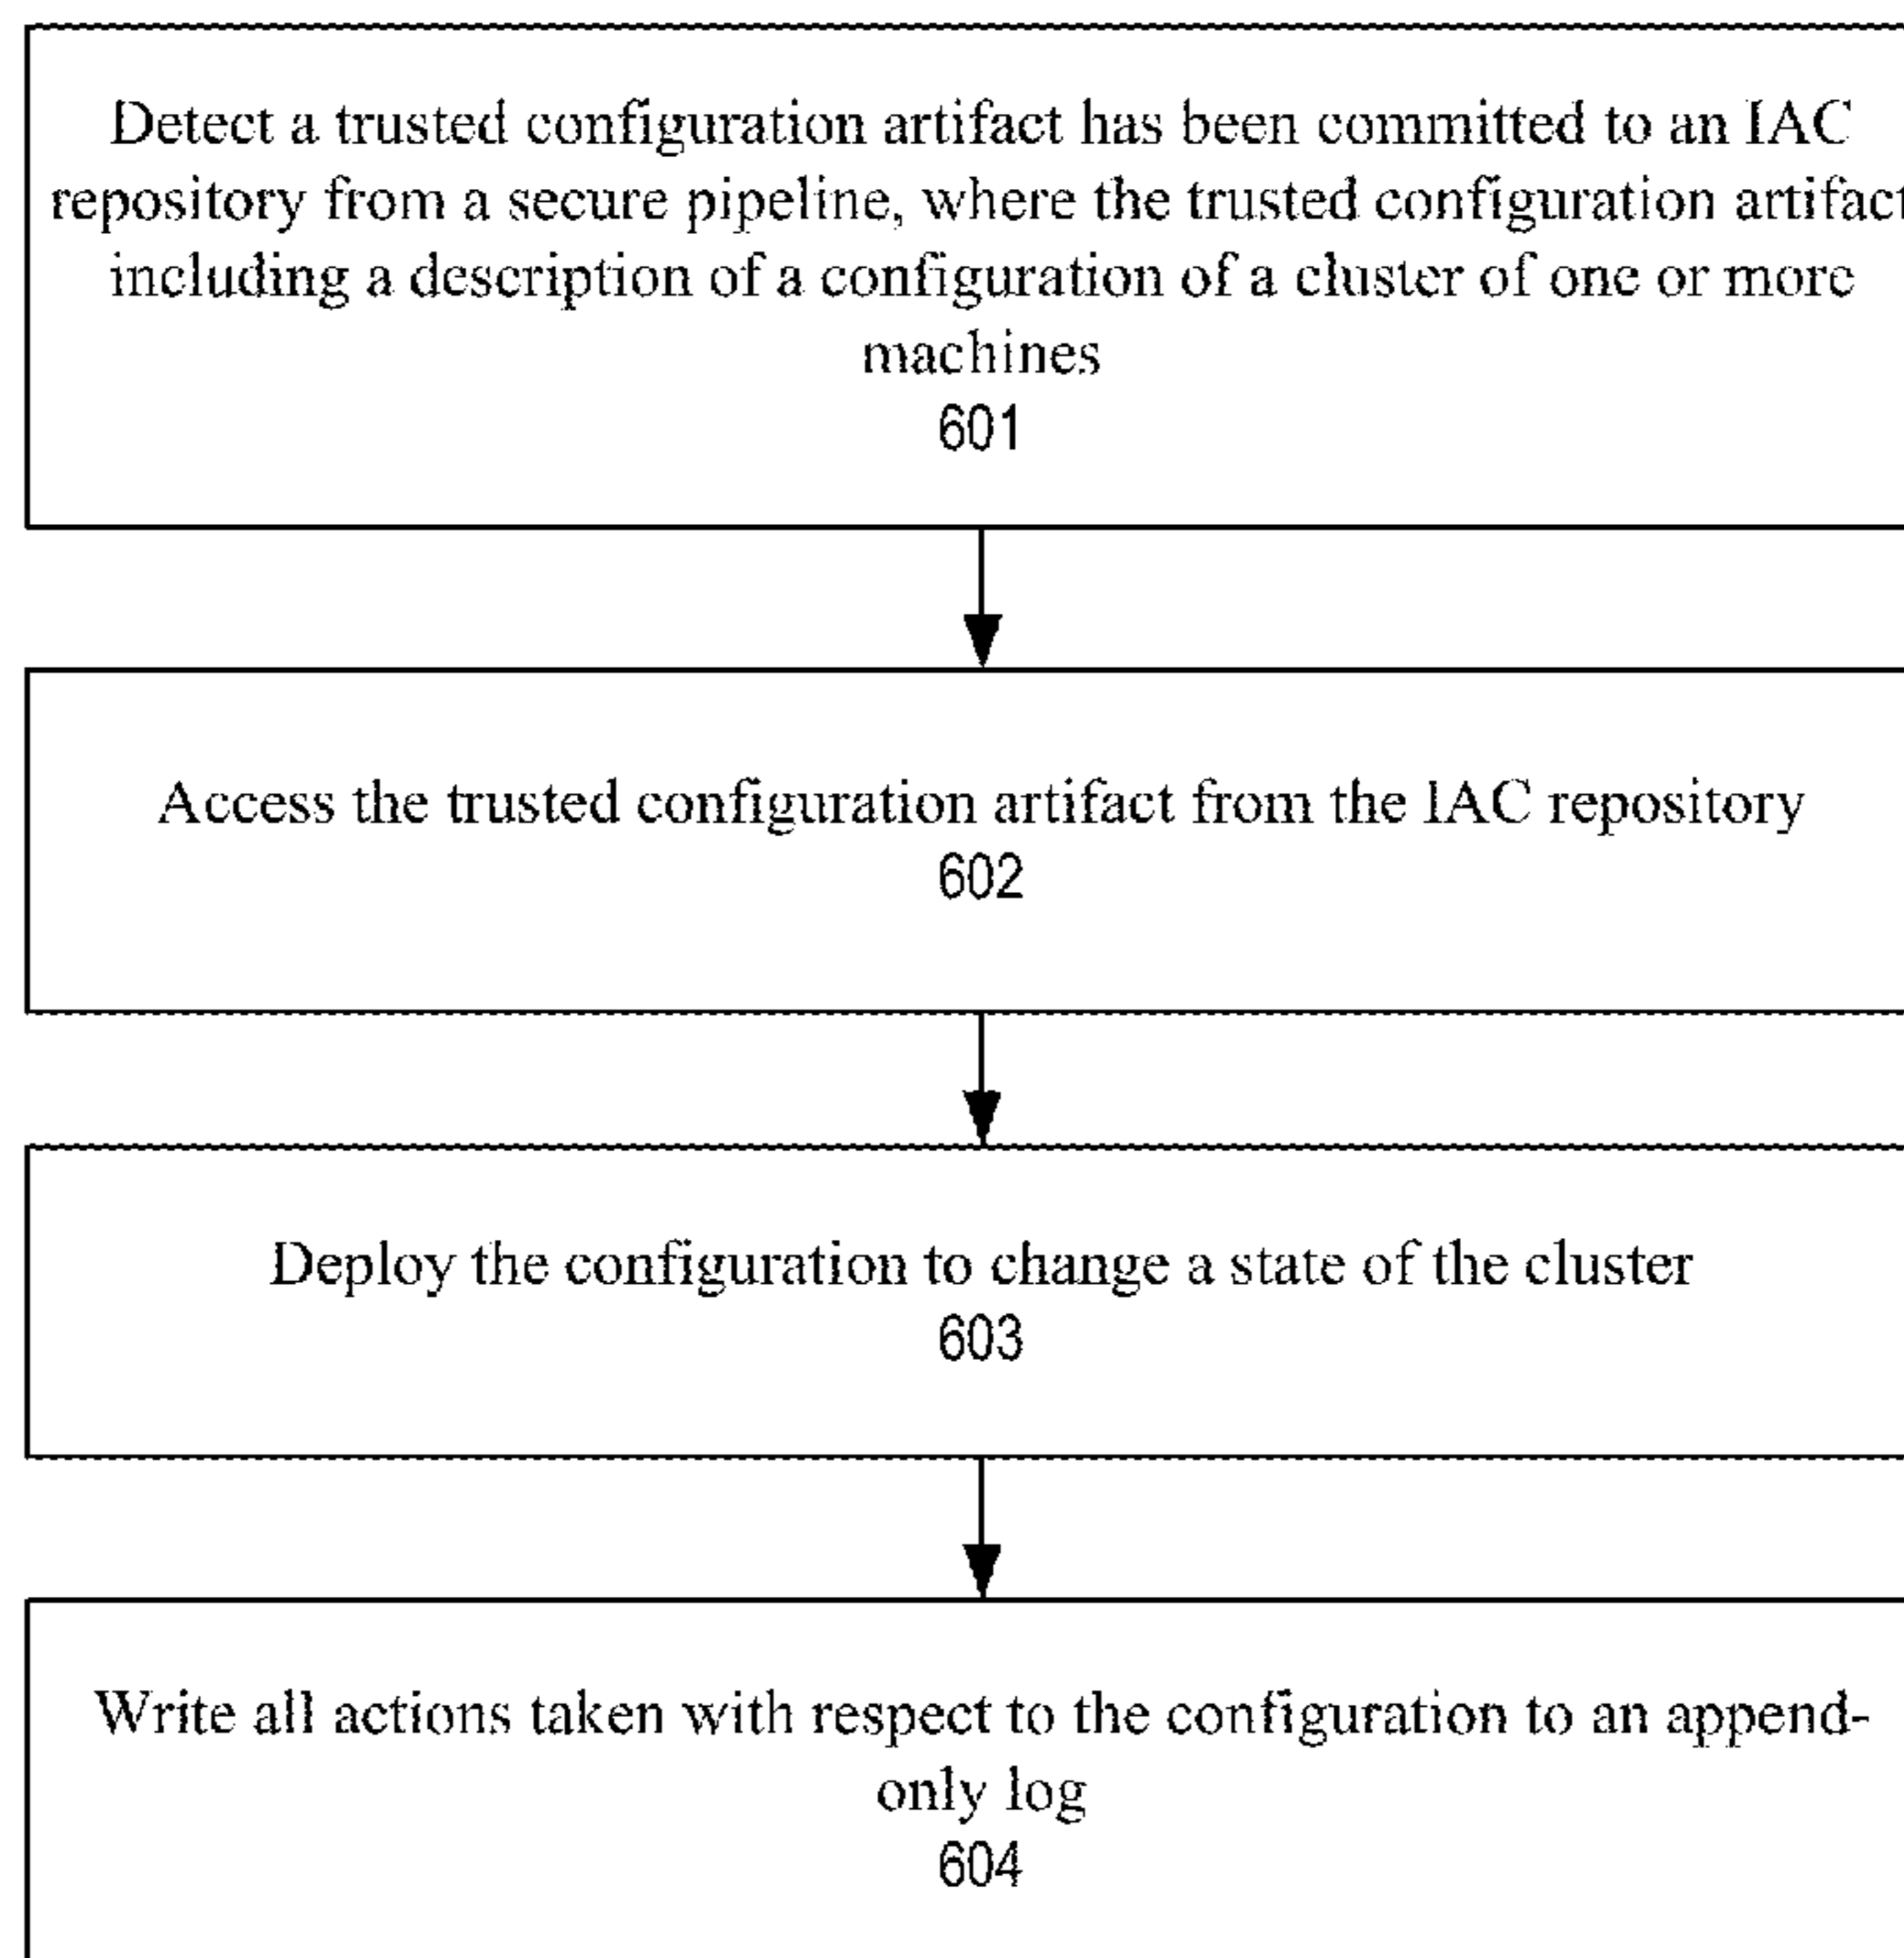 Detect a trusted configuration artifact has been committed to an IAC
repository from a secure pipeline, where the trusted configuration artifact
including a description of a configuration of a cluster of one or more
machines
601
Access the trusted configuration artifact from the IAC repository
602
Deploy the configuration to change a state of the cluster
603
Write all actions taken with respect to the configuration to an append-
only log
604